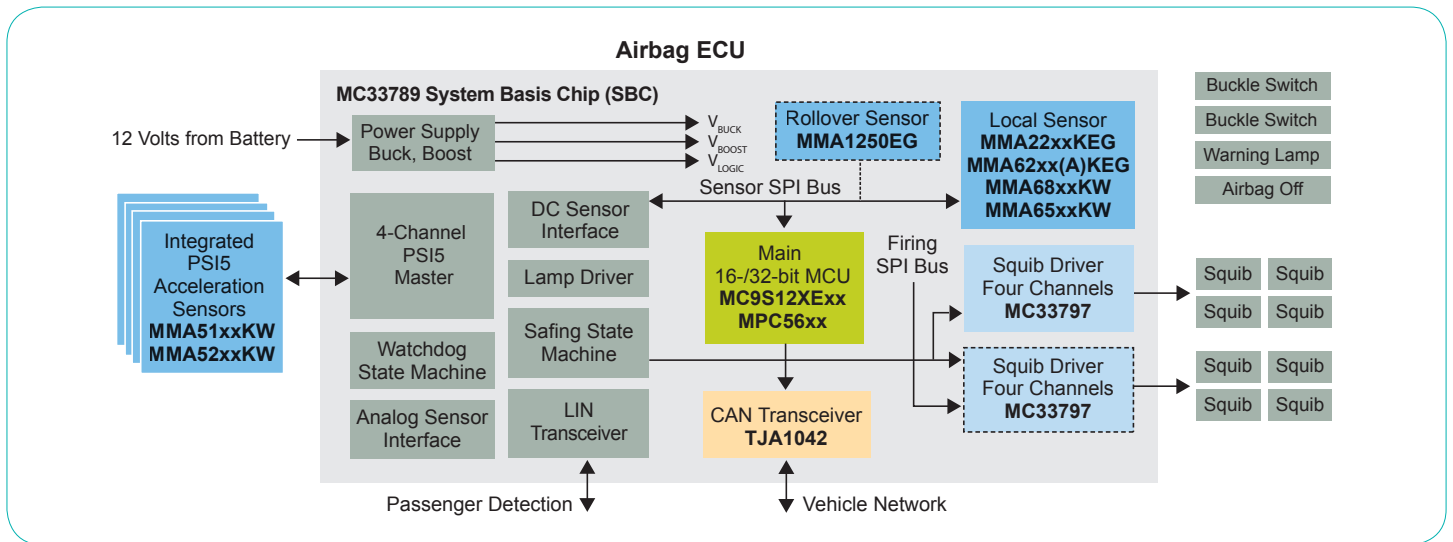 Airbag ECU
MC33789 System Basis Chip (SBC)
12 Volts from Battery
Power Supply
Buck, Boost
VBUCK
VBOOST
VLOGIC
Rollover Sensor
MMA1250EG
Local Sensor
MMA22xxKEG
MMA62xx(A)KEG
MMA68xxKW
MMA65xxKW
Buckle Switch
Buckle Switch
Warning Lamp
Airbag Off
Sensor SPI Bus
Integrated
PSI5
Acceleration
Sensors
MMA51xxKW
MMA52xxKW
4-Channel
PSI5
Master
DC Sensor
Interface
Lamp Driver
Safing State
Machine
Watchdog
State Machine
Analog Sensor
Interface
LIN
Transceiver
Main
16-/32-bit MCU
MC9S12XExx
MPC56xx
CAN Transceiver
TJA1042
Firing
SPI Bus
Squib Driver
Four Channels
MC33797
Squib Driver
Four Channels
MC33797
Squib Squib
Squib Squib
Squib Squib
Squib Squib
Passenger Detection
Vehicle Network